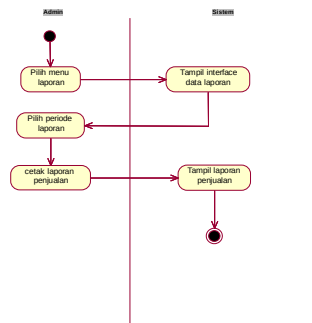 Admin
Sistem
Pilih menu
laporan
Tampil interface
data laporan
Pilih periode
laporan
cetak laporan
penjualan
Tampil laporan
penjualan